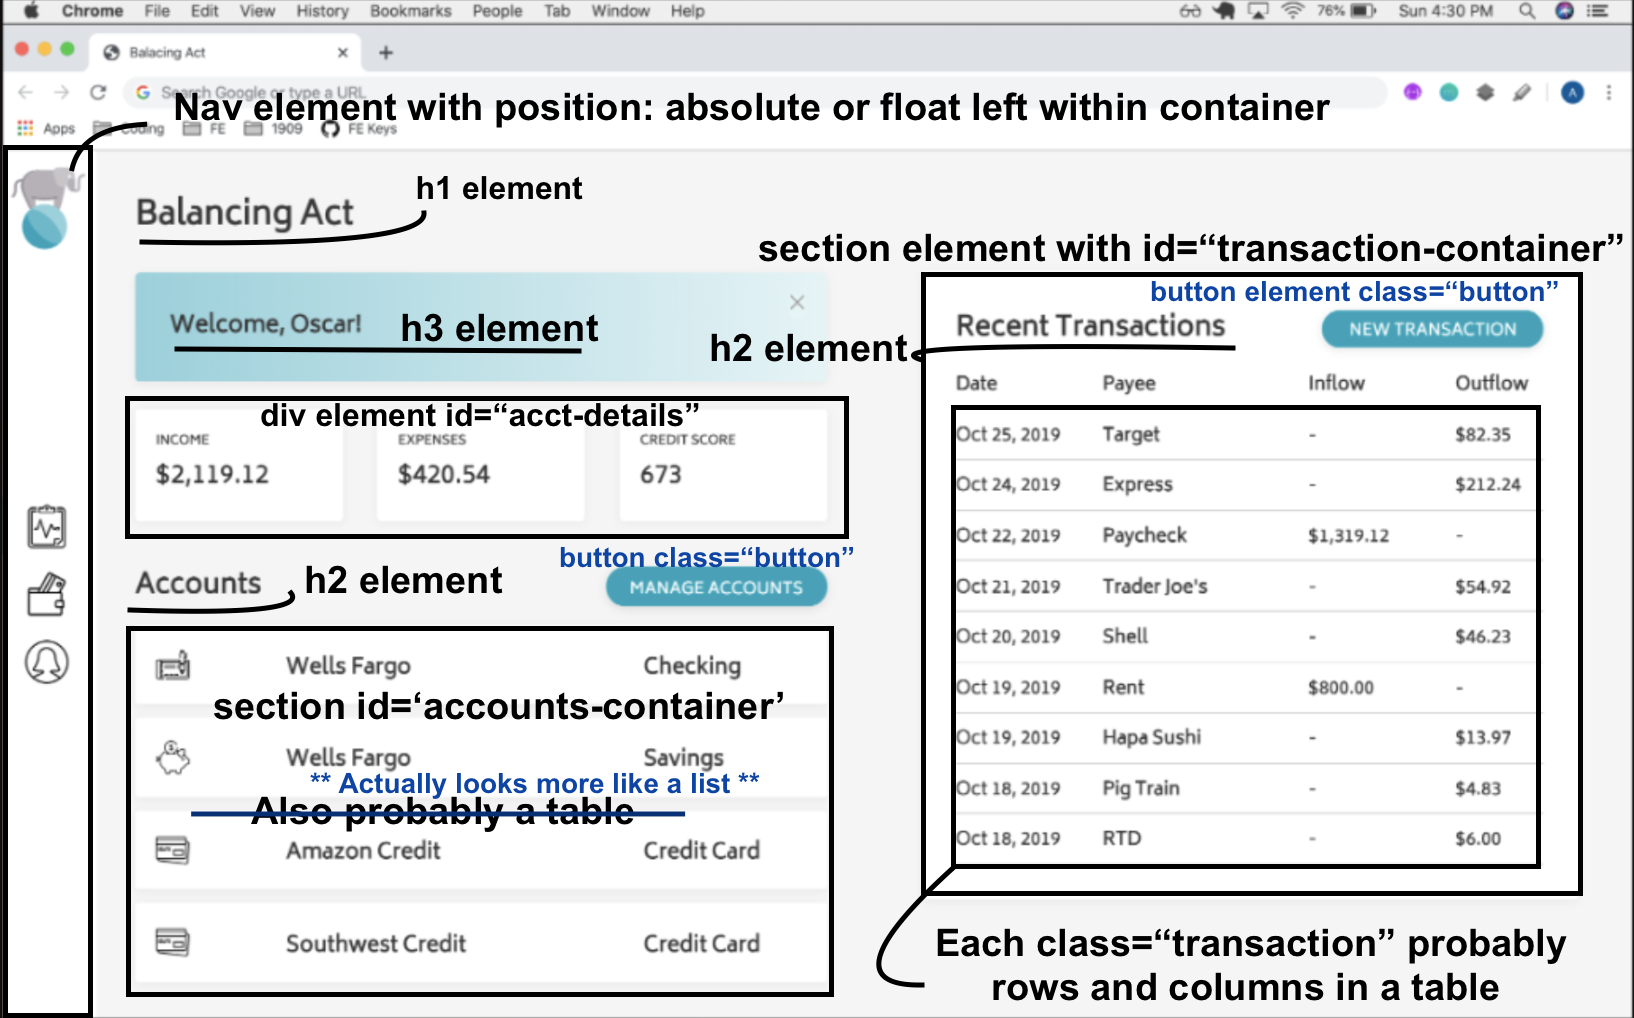 Chrome File Edit View History Bookmarks People Tab Window Help 76% Sun 4:30 PM
Balacing Act
Search Google or type a URL A
Nav element with position: absolute or float left within container
Apps Coding FE 1909 FE Keys
h1 element
Balancing Act
section element with id=“transaction-container”
button element class=“button”
Welcome, Oscar!
h3 element
h2 element
Recent Transactions NEW TRANSACTION
Date Payee Inflow Outflow
div element id=“acct-details”
INCOME EXPENSES CREDIT SCORE
$2,119.12 $420.54 673
button class=“button”
Accounts h2 element MANAGE ACCOUNTS
Wells Fargo Checking
section id=‘accounts-container’
Wells Fargo Savings
** Actually looks more like a list **
Also probably a table
Amazon Credit Credit Card
Southwest Credit Credit Card
Oct 25, 2019 Target - $82.35
Oct 24, 2019 Express - $212.24
Oct 22, 2019 Paycheck $1,319.12 -
Oct 21, 2019 Trader Joe's - $54.92
Oct 20, 2019 Shell - $46.23
Oct 19, 2019 Rent $800.00 -
Oct 19, 2019 Hapa Sushi - $13.97
Oct 18, 2019 Pig Train - $4.83
Oct 18, 2019 RTD - $6.00
Each class=“transaction” probably
rows and columns in a table